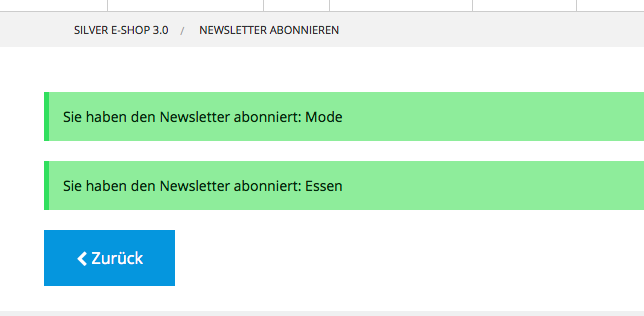 SILVER E-SHOP 3.0 / NEWSLETTER ABONNIEREN
Sie haben den Newsletter abonniert: Mode
Sie haben den Newsletter abonniert: Essen
Zurück